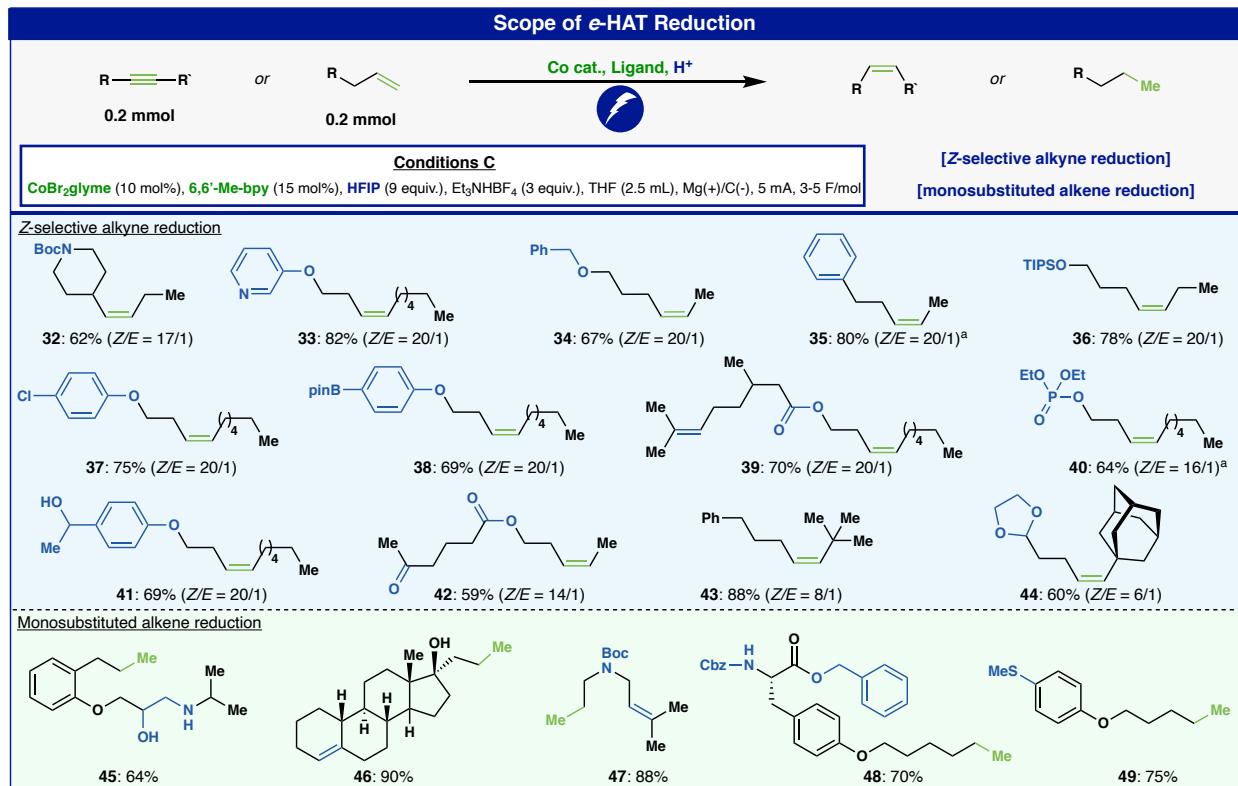 Scope of e-HAT Reduction
R R` or R Co cat., Ligand, H+ R R` or R Me
0.2 mmol 0.2 mmol
Conditions C
CoBr2glyme (10 mol%), 6,6'-Me-bpy (15 mol%), HFIP (9 equiv.), Et3NHBF4 (3 equiv.), THF (2.5 mL), Mg(+)/C(-), 5 mA, 3-5 F/mol
[Z-selective alkyne reduction]
[monosubstituted alkene reduction]
Z-selective alkyne reduction
BocN Me
N O ( )4 Me
Ph O Me
Me
TIPSO Me
32: 62% (Z/E = 17/1) 33: 82% (Z/E = 20/1) 34: 67% (Z/E = 20/1) 35: 80% (Z/E = 20/1)a 36: 78% (Z/E = 20/1)
Cl O ( )4 Me
pinB O ( )4 Me
Me Me Me O O ( )4 Me
EtO OEt P O O ( )4 Me
37: 75% (Z/E = 20/1) 38: 69% (Z/E = 20/1) 39: 70% (Z/E = 20/1) 40: 64% (Z/E = 16/1)a
HO Me O ( )4 Me
Me O O O Me
Ph Me Me Me
O O
41: 69% (Z/E = 20/1) 42: 59% (Z/E = 14/1) 43: 88% (Z/E = 8/1) 44: 60% (Z/E = 6/1)
Monosubstituted alkene reduction
Me O OH N H Me Me
H H H H Me OH Me
Boc N Me Me Me
Cbz H N O O O Me
MeS O Me
45: 64% 46: 90% 47: 88% 48: 70% 49: 75%